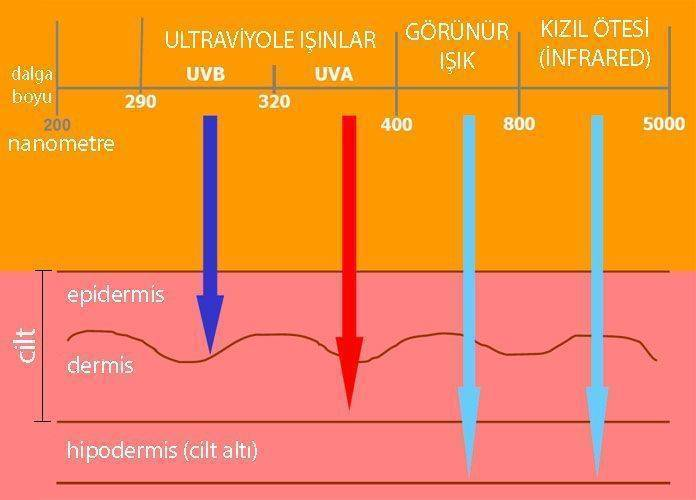 ULTRAVİYOLE IŞINLAR
GÖRÜNÜR
IŞIK
KIZIL ÖTESİ
(İNFRARED)
dalga
boyu
UVB
UVA
200
290
320
400
800
5000
nanometre
cilt
epidermis
dermis
hipodermis (cilt altı)